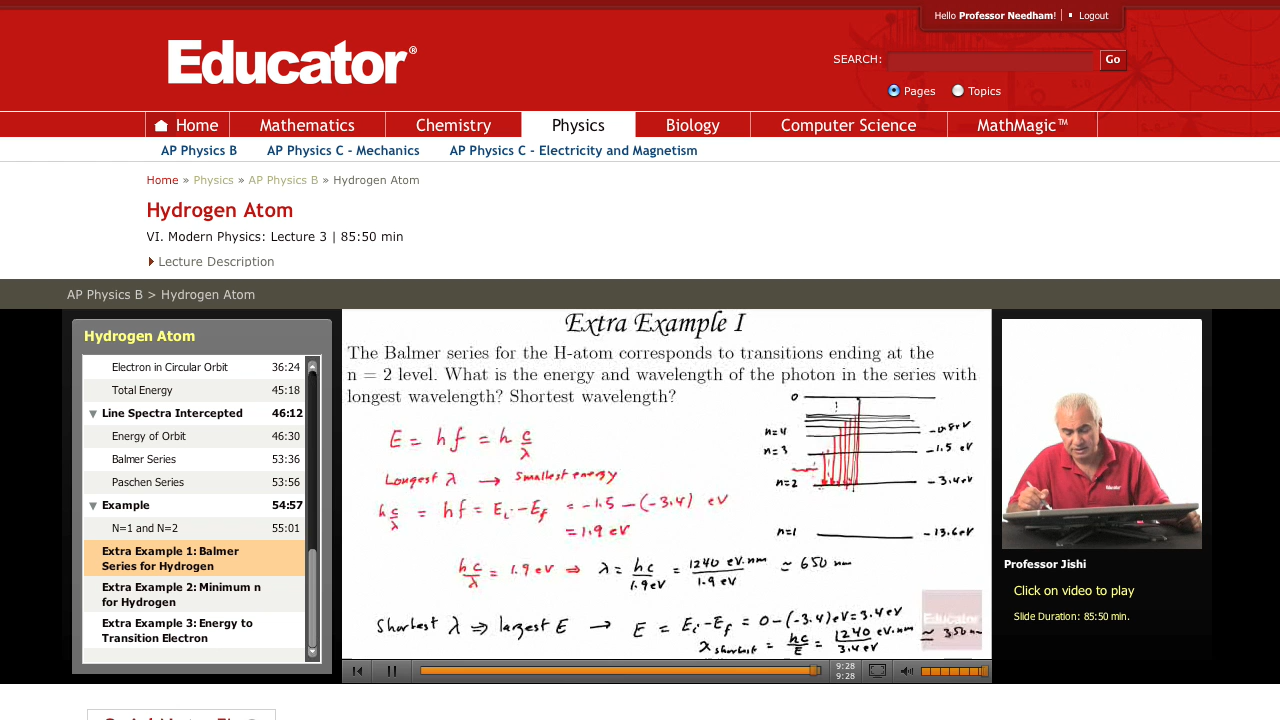 Hello Professor Needham! | Logout
Educator®
SEARCH: Go
Pages Topics
Home Mathematics Chemistry Physics Biology Computer Science MathMagic™
AP Physics B AP Physics C - Mechanics AP Physics C - Electricity and Magnetism
Home » Physics » AP Physics B » Hydrogen Atom
Hydrogen Atom
VI. Modern Physics: Lecture 3 | 85:50 min
Lecture Description
AP Physics B > Hydrogen Atom
Hydrogen Atom
Electron in Circular Orbit 36:24
Total Energy 45:18
Line Spectra Intercepted 46:12
Energy of Orbit 46:30
Balmer Series 53:36
Paschen Series 53:56
Example 54:57
N=1 and N=2 55:01
Extra Example 1: Balmer
Series for Hydrogen
Extra Example 2: Minimum n
for Hydrogen
Extra Example 3: Energy to
Transition Electron
Extra Example I
The Balmer series for the H-atom corresponds to transitions ending at the
n = 2 level. What is the energy and wavelength of the photon in the series with
longest wavelength? Shortest wavelength?
E = hf = h c/λ
Longest λ → smallest energy
h c/λ = hf = Ei - Ef = -1.5 - (-3.4) eV
= 1.9 eV
hc/λ = 1.9 eV ⇒ λ = hc/1.9eV = 1240 eV.nm/1.9 eV ≃ 650 nm
Shortest λ ⇒ largest E → E = Ei - Ef = 0 - (-3.4)eV = 3.4 eV
λ shortest = hc/E = 1240 eV.nm/3.4 eV ≃ 350 nm
0
n=4 -0.85 eV
n=3 -1.5 eV
n=2 -3.4 eV
n=1 -13.6 eV
Educator
9:28
9:28
Professor Jishi
Click on video to play
Slide Duration: 85:50 min.